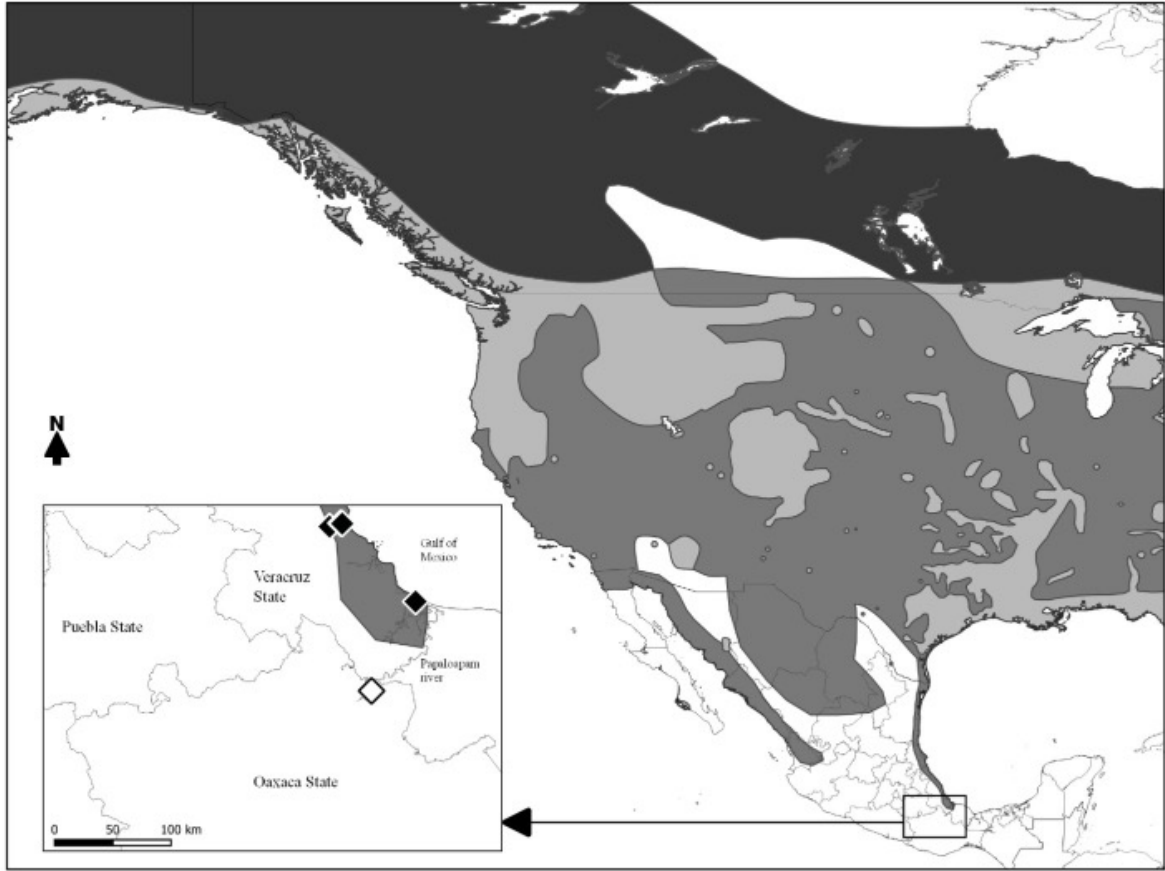 N
Gulf of
Mexico
Veracruz
State
Puebla State
Papaloapam
river
Oaxaca State
0 50 100 km